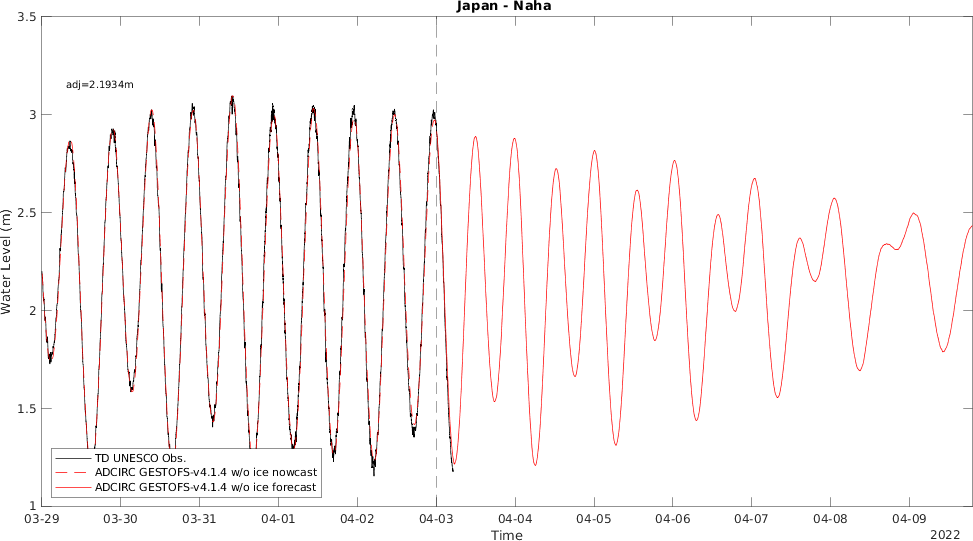 Japan - Naha
3.5
adj=2.1934m
3
2.5
Water Level (m)
2
1.5
TD UNESCO Obs.
ADCIRC GESTOFS-v4.1.4 w/o ice nowcast
ADCIRC GESTOFS-v4.1.4 w/o ice forecast
1
03-29 03-30 03-31 04-01 04-02 04-03 04-04 04-05 04-06 04-07 04-08 04-09
Time
2022